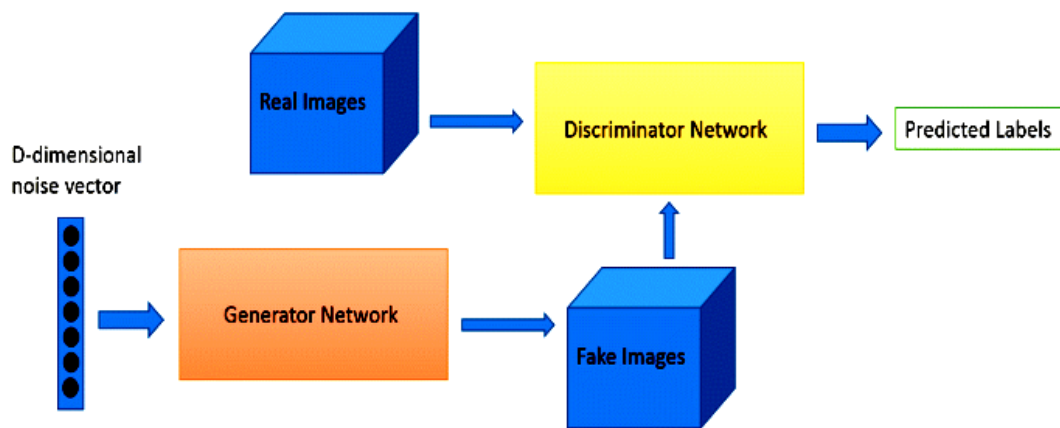 Real Images
Discriminator Network
Predicted Labels
D-dimensional
noise vector
Generator Network
Fake Images